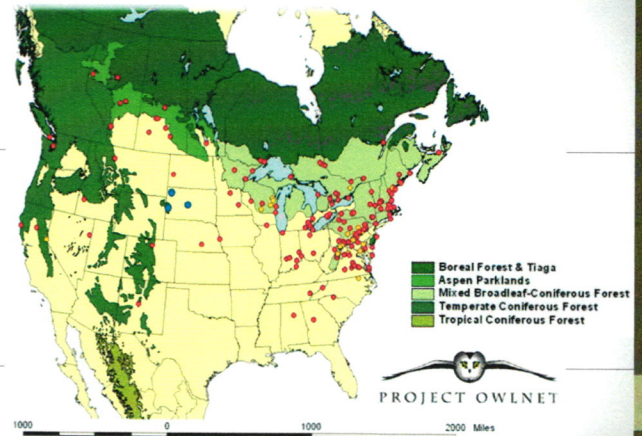 Boreal Forest & Tiaga
Aspen Parklands
Mixed Broadleaf-Coniferous Forest
Temperate Coniferous Forest
Tropical Coniferous Forest
PROJECT OWLNET
1000 0 1000 2000 Miles